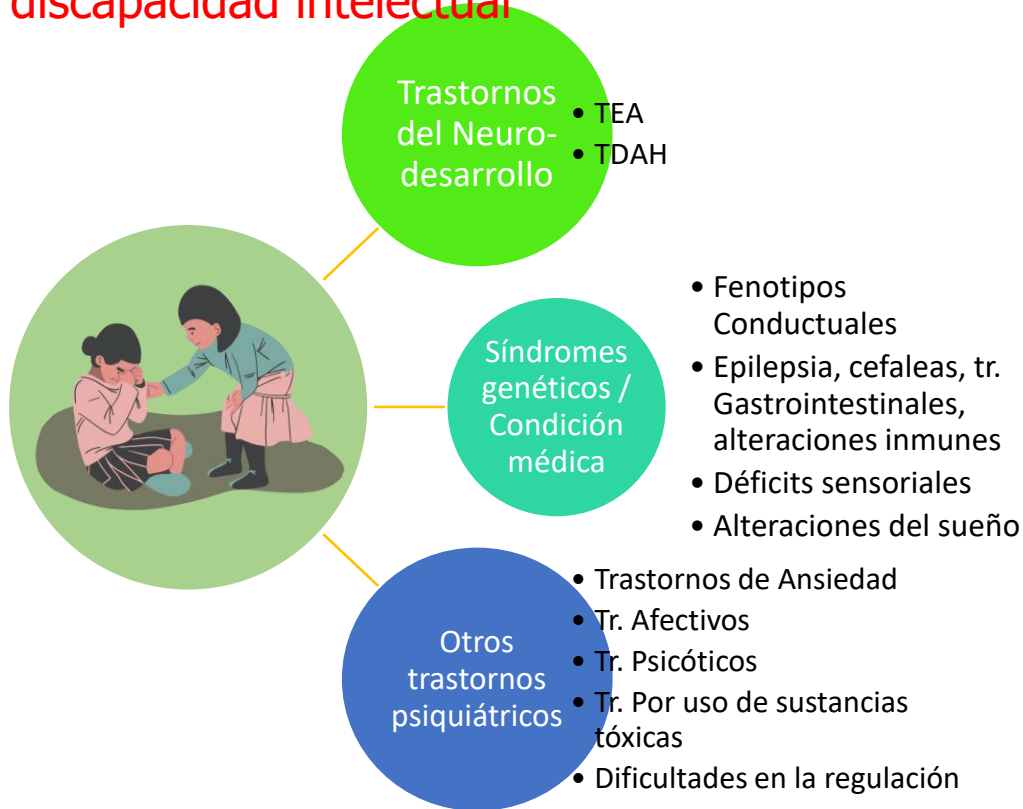 discapacidad intelectual
Trastornos
del Neuro-
desarrollo
• TEA
• TDAH
Síndromes
genéticos /
Condición
médica
• Fenotipos
Conductuales
• Epilepsia, cefaleas, tr.
Gastrointestinales,
alteraciones inmunes
• Déficits sensoriales
• Alteraciones del sueño
Otros
trastornos
psiquiátricos
• Trastornos de Ansiedad
• Tr. Afectivos
• Tr. Psicóticos
• Tr. Por uso de sustancias
tóxicas
• Dificultades en la regulación